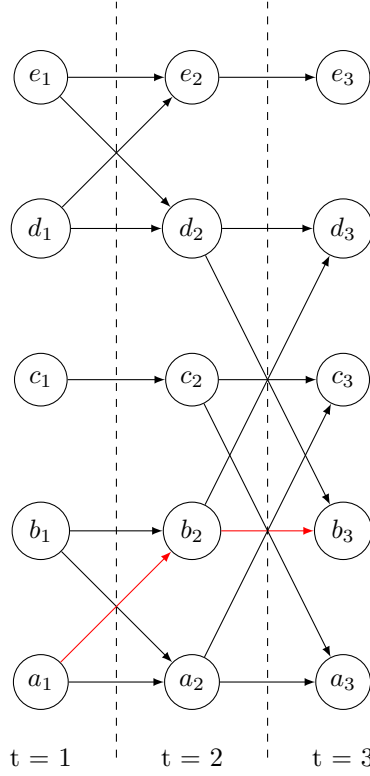 e₁ e₂ e₃
d₁ d₂ d₃
c₁ c₂ c₃
b₁ b₂ b₃
a₁ a₂ a₃
t = 1 t = 2 t = 3